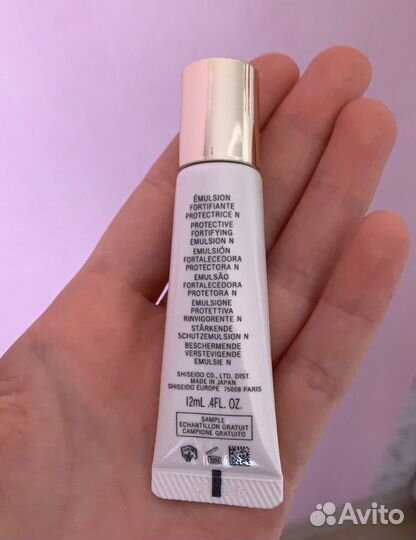 ÉMULSION
FORTIFIANTE
PROTECTRICE N
PROTECTIVE
FORTIFYING
EMULSION N
EMULSIÓN
FORTALECEDORA
PROTECTORA N
EMULSÃO
FORTALECEDORA
PROTETORA N
EMULSIONE
PROTETTIVA
RINVIGORENTE N
STÄRKENDE
SCHUTZEMULSION N
BESCHERMENDE
VERSTEVIGENDE
EMULSIE N
SHISEIDO CO., LTD. DIST.
MADE IN JAPAN
SHISEIDO EUROPE 75008 PARIS
12mL .4FL. OZ.
SAMPLE
ECHANTILLON GRATUIT
CAMPIONE GRATUITO
Avito